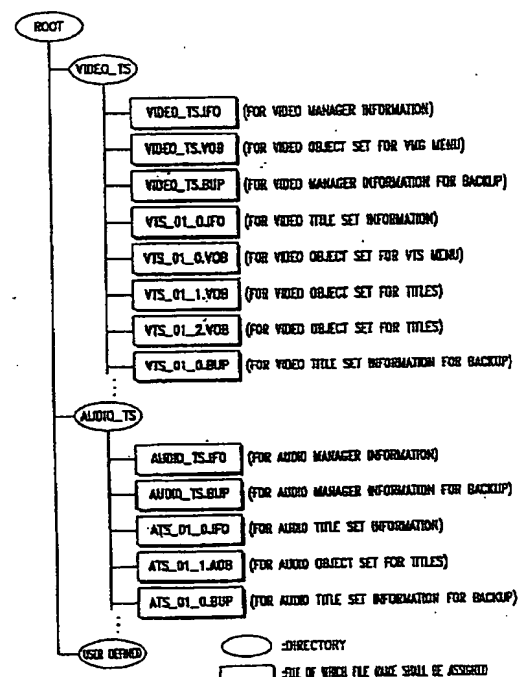 ROOT
VIDEO_TS
VIDEO_TS.IFO (FOR VIDEO MANAGER INFORMATION)
VIDEO_TS.VOB (FOR VIDEO OBJECT SET FOR VMG MENU)
VIDEO_TS.BUP (FOR VIDEO MANAGER INFORMATION FOR BACKUP)
VTS_01_0.IFO (FOR VIDEO TITLE SET INFORMATION)
VTS_01_0.VOB (FOR VIDEO OBJECT SET FOR VTS MENU)
VTS_01_1.VOB (FOR VIDEO OBJECT SET FOR TITLES)
VTS_01_2.VOB (FOR VIDEO OBJECT SET FOR TITLES)
VTS_01_0.BUP (FOR VIDEO TITLE SET INFORMATION FOR BACKUP)
AUDIO_TS
AUDIO_TS.IFO (FOR AUDIO MANAGER INFORMATION)
AUDIO_TS.BUP (FOR AUDIO MANAGER INFORMATION FOR BACKUP)
ATS_01_0.IFO (FOR AUDIO TITLE SET INFORMATION)
ATS_01_1.AOB (FOR AUDIO OBJECT SET FOR TITLES)
ATS_01_0.BUP (FOR AUDIO TITLE SET INFORMATION FOR BACKUP)
USER DEFINED
:DIRECTORY
:FILE OF WHICH FILE NAME SHALL BE ASSIGNED